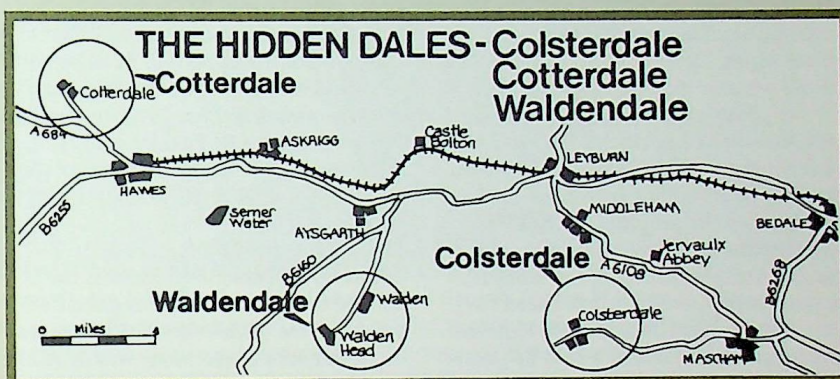 THE HIDDEN DALES - Colsterdale
Cotterdale
Waldendale
Cotterdale
Cotterdale
A684
ASKRIGG
Castle
Bolton
LEYBURN
HAWES
B6255
Semer
Water
AYSGARTH
MIDDLEHAM
BEDALE
Jervaulx
Abbey
A6108
B6268
B6160
Colsterdale
Waldendale
Walden
Colsterdale
Walden
Head
MASHAM
0 Miles 4